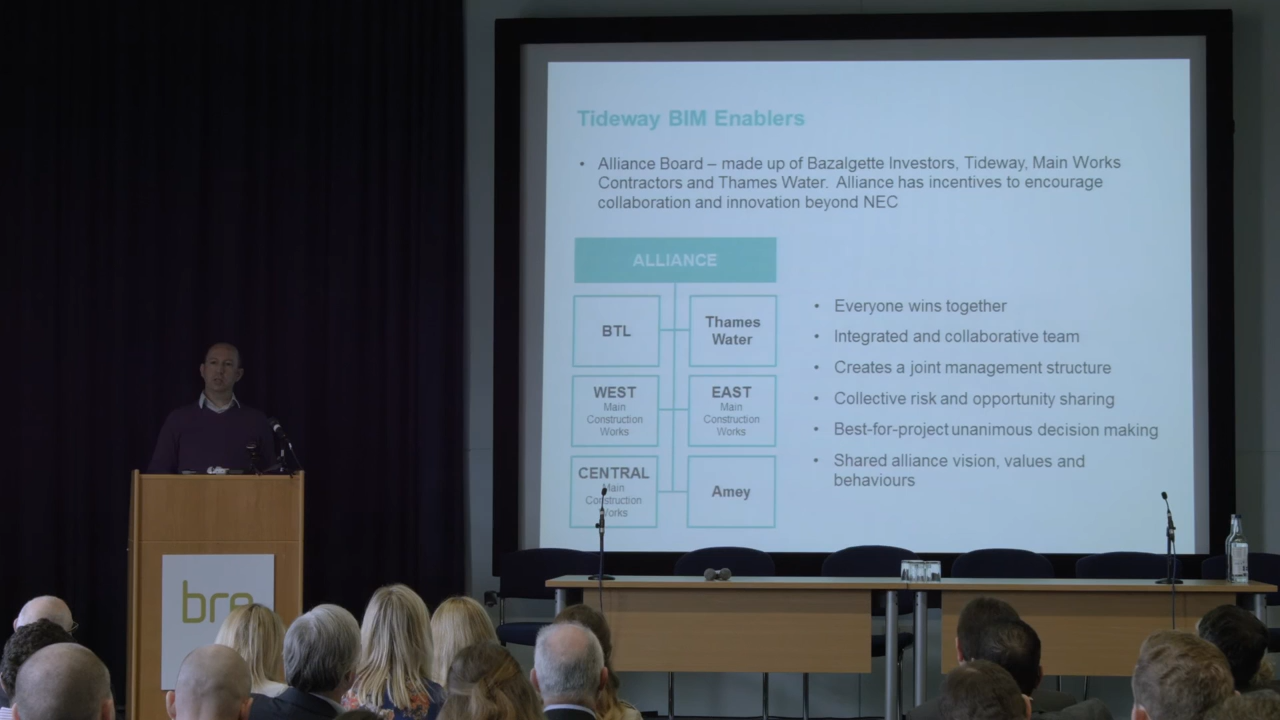 Tideway BIM Enablers
• Alliance Board – made up of Bazalgette Investors, Tideway, Main Works
Contractors and Thames Water. Alliance has incentives to encourage
collaboration and innovation beyond NEC
ALLIANCE
BTL
Thames
Water
WEST
Main
Construction
Works
EAST
Main
Construction
Works
CENTRAL
Main
Construction
Works
Amey
• Everyone wins together
• Integrated and collaborative team
• Creates a joint management structure
• Collective risk and opportunity sharing
• Best-for-project unanimous decision making
• Shared alliance vision, values and
behaviours
bre